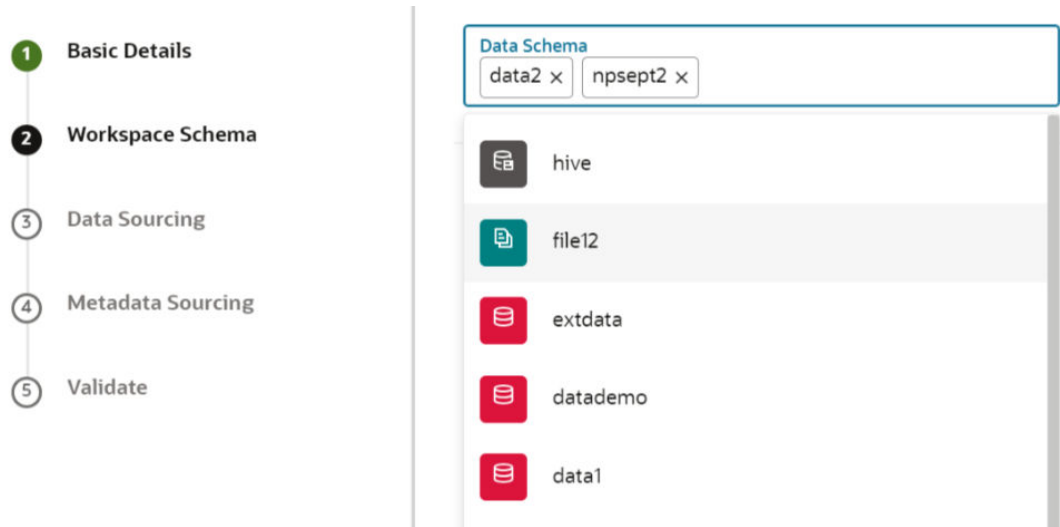 1 Basic Details
2 Workspace Schema
3 Data Sourcing
4 Metadata Sourcing
5 Validate
Data Schema
data2 × npsept2 ×
hive
file12
extdata
datademo
data1